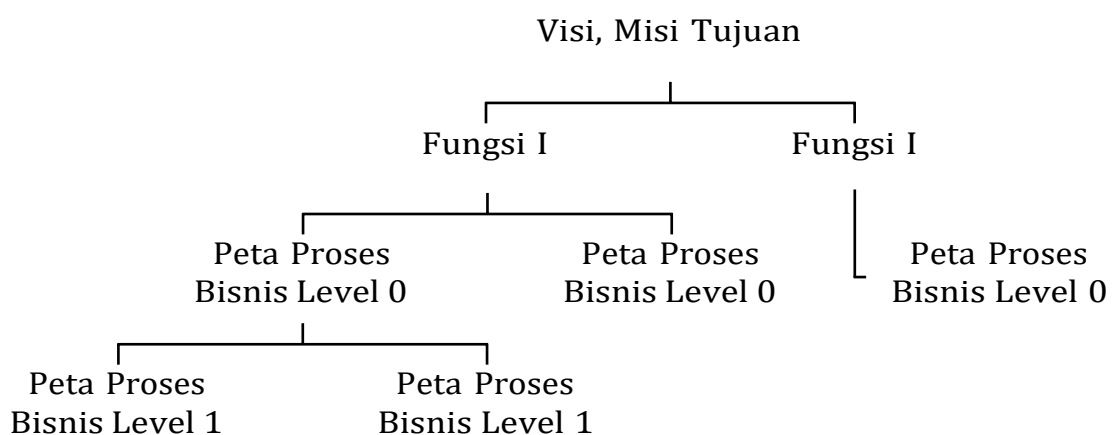 Visi, Misi Tujuan
Fungsi I
Fungsi I
Peta Proses
Bisnis Level 0
Peta Proses
Bisnis Level 0
Peta Proses
Bisnis Level 0
Peta Proses
Bisnis Level 1
Peta Proses
Bisnis Level 1